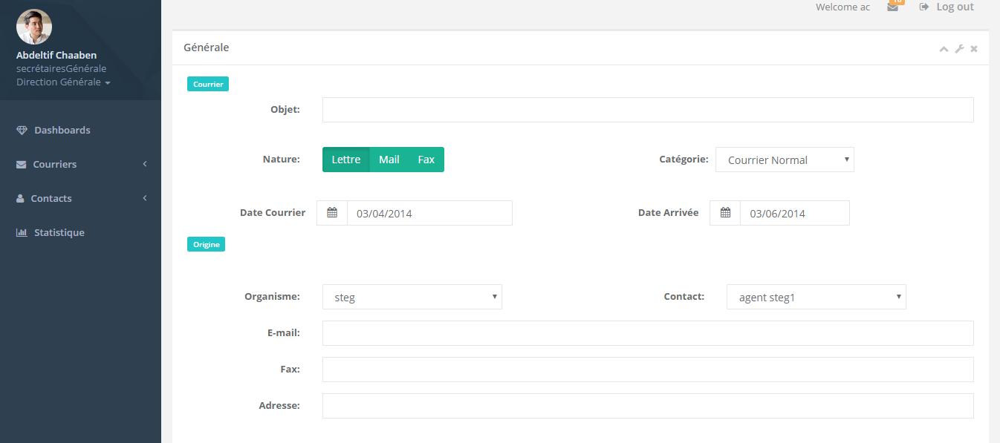 Welcome ac
Log out
Abdeltif Chaaben
secrétairesGénérale
Direction Générale
Dashboards
Courriers
Contacts
Statistique
Générale
Courrier
Objet:
Nature: Lettre Mail Fax Catégorie: Courrier Normal
Date Courrier 03/04/2014 Date Arrivée 03/06/2014
Origine
Organisme: steg Contact: agent steg1
E-mail:
Fax:
Adresse: